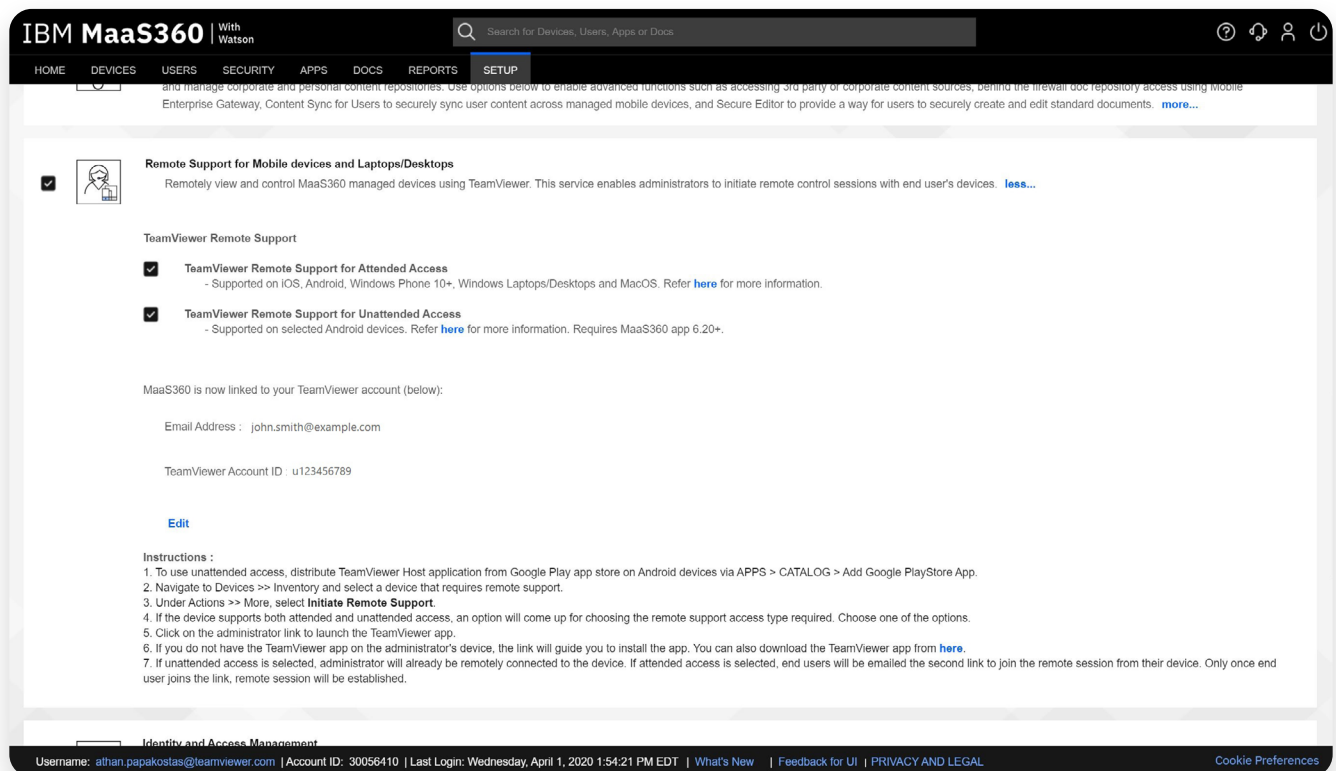 IBM MaaS360 | With Watson
Search for Devices, Users, Apps or Docs
HOME DEVICES USERS SECURITY APPS DOCS REPORTS SETUP
and manage corporate and personal content repositories. Use options below to enable advanced functions such as accessing 3rd party or corporate content sources, behind the firewall doc repository access using Mobile
Enterprise Gateway, Content Sync for Users to securely sync user content across managed mobile devices, and Secure Editor to provide a way for users to securely create and edit standard documents. more...
Remote Support for Mobile devices and Laptops/Desktops
Remotely view and control MaaS360 managed devices using TeamViewer. This service enables administrators to initiate remote control sessions with end user's devices. less...
TeamViewer Remote Support
TeamViewer Remote Support for Attended Access
- Supported on iOS, Android, Windows Phone 10+, Windows Laptops/Desktops and MacOS. Refer here for more information.
TeamViewer Remote Support for Unattended Access
- Supported on selected Android devices. Refer here for more information. Requires MaaS360 app 6.20+.
MaaS360 is now linked to your TeamViewer account (below):
Email Address : john.smith@example.com
TeamViewer Account ID : u123456789
Edit
Instructions :
1. To use unattended access, distribute TeamViewer Host application from Google Play app store on Android devices via APPS > CATALOG > Add Google PlayStore App.
2. Navigate to Devices >> Inventory and select a device that requires remote support.
3. Under Actions >> More, select Initiate Remote Support.
4. If the device supports both attended and unattended access, an option will come up for choosing the remote support access type required. Choose one of the options.
5. Click on the administrator link to launch the TeamViewer app.
6. If you do not have the TeamViewer app on the administrator's device, the link will guide you to install the app. You can also download the TeamViewer app from here.
7. If unattended access is selected, administrator will already be remotely connected to the device. If attended access is selected, end users will be emailed the second link to join the remote session from their device. Only once end
user joins the link, remote session will be established.
Identity and Access Management
Username: athan.papakostas@teamviewer.com | Account ID: 30056410 | Last Login: Wednesday, April 1, 2020 1:54:21 PM EDT | What's New | Feedback for UI | PRIVACY AND LEGAL Cookie Preferences